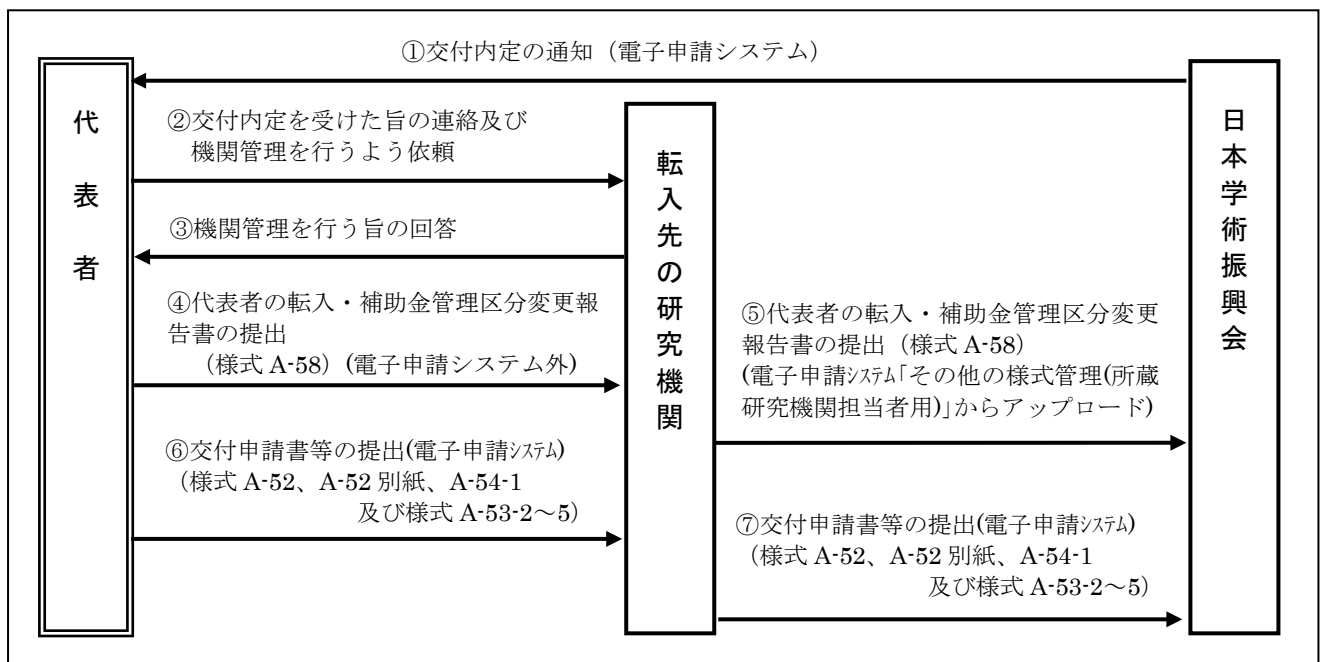 ①交付内定の通知（電子申請システム）
代表者
②交付内定を受けた旨の連絡及び
機関管理を行うよう依頼
③機関管理を行う旨の回答
④代表者の転入・補助金管理区分変更報
告書の提出
（様式 A-58）(電子申請システム外)
⑥交付申請書等の提出(電子申請ｼｽﾃﾑ)
（様式 A-52、A-52 別紙、A-54-1
及び様式 A-53-2～5）
転入先の研究機関
⑤代表者の転入・補助金管理区分変更
報告書の提出（様式 A-58）
(電子申請ｼｽﾃﾑ「その他の様式管理(所蔵
研究機関担当者用)」からアップロード)
⑦交付申請書等の提出(電子申請ｼｽﾃﾑ)
（様式 A-52、A-52 別紙、A-54-1
及び様式 A-53-2～5）
日本学術振興会